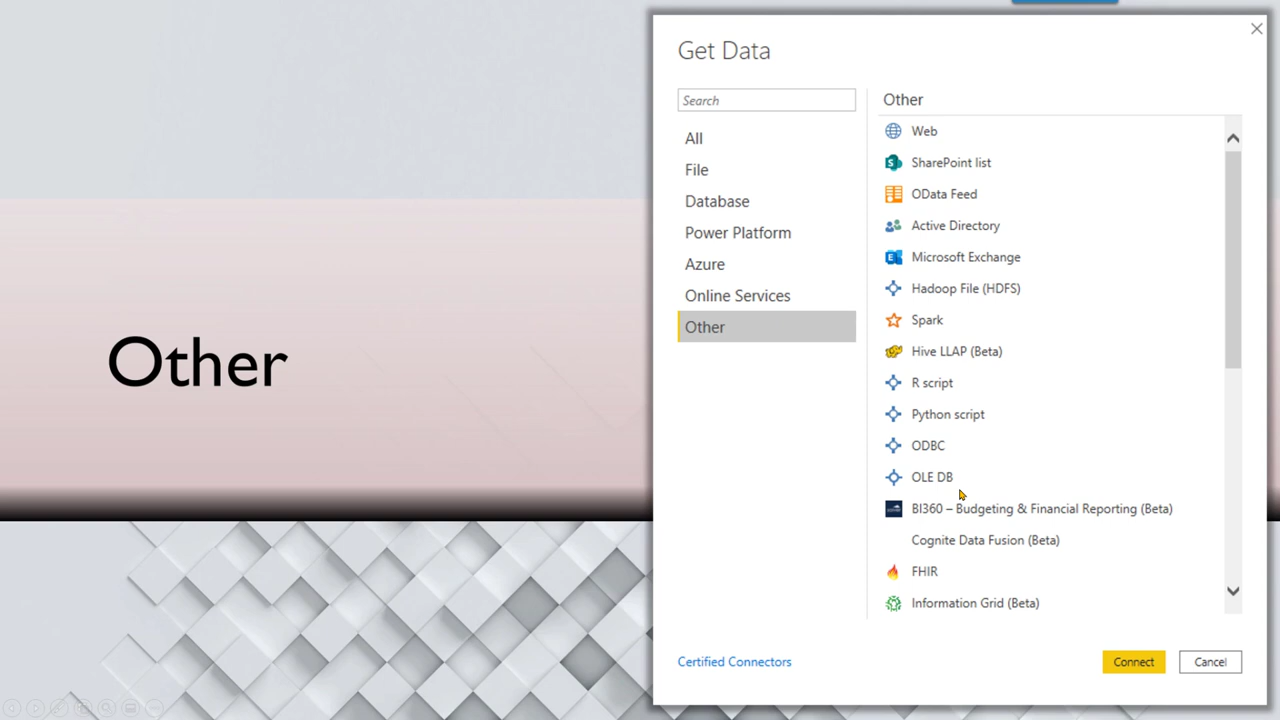 Other
Get Data
Search
All
File
Database
Power Platform
Azure
Online Services
Other
Other
Web
SharePoint list
OData Feed
Active Directory
Microsoft Exchange
Hadoop File (HDFS)
Spark
Hive LLAP (Beta)
R script
Python script
ODBC
OLE DB
BI360 – Budgeting & Financial Reporting (Beta)
Cognite Data Fusion (Beta)
FHIR
Information Grid (Beta)
Certified Connectors
Connect
Cancel